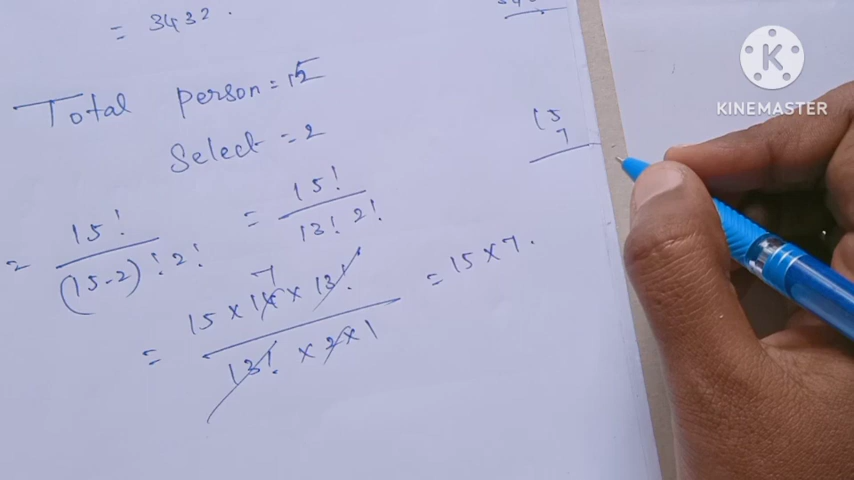 = 3432.
Total person = 15
Select = 2
= 15! / (15-2)! 2! = 15! / 13! 2!
= 15 x 14 x 13! / 13! x 2 x 1 = 15 x 7.
7
15
7
K
KINEMASTER